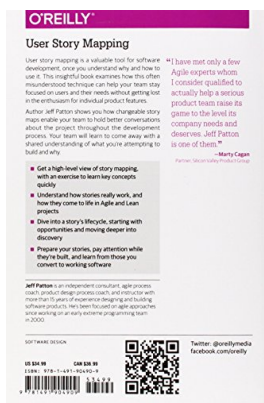 O'REILLY®
User Story Mapping
User story mapping is a valuable tool for software
development, once you understand why and how to
use it. This insightful book examines how this often
misunderstood technique can help your team stay
focused on users and their needs without getting lost
in the enthusiasm for individual product features.
Author Jeff Patton shows you how changeable story
maps enable your team to hold better conversations
about the project throughout the development
process. Your team will learn to come away with a
shared understanding of what you're attempting to
build and why.
■ Get a high-level view of story mapping,
with an exercise to learn key concepts
quickly
■ Understand how stories really work, and
how they come to life in Agile and Lean
projects
■ Dive into a story's lifecycle, starting with
opportunities and moving deeper into
discovery
■ Prepare your stories, pay attention while
they're built, and learn from those you
convert to working software
Jeff Patton is an independent consultant, agile process
coach, product design process coach, and instructor with
more than 15 years of experience designing and building
software products. He's been focused on agile approaches
since working on an early extreme programming team
in 2000.
“I have met only a few
Agile experts whom
I consider qualified to
actually help a serious
product team raise its
game to the level its
company needs and
deserves. Jeff Patton
is one of them.”
—Marty Cagan
Partner, Silicon Valley Product Group
SOFTWARE DESIGN
US $34.99 CAN $36.99
ISBN: 978-1-491-90490-9
53499
9 781491 904909
Twitter: @oreillymedia
facebook.com/oreilly